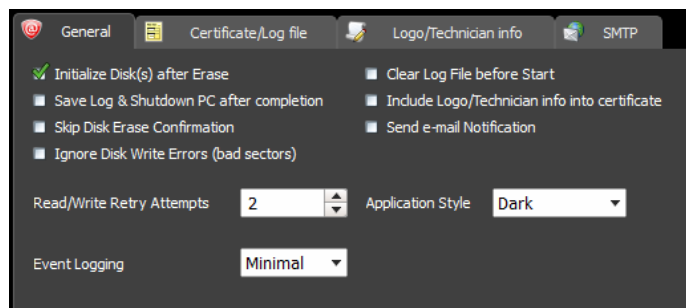 General Certificate/Log file Logo/Technician info SMTP
Initialize Disk(s) after Erase
Save Log & Shutdown PC after completion
Skip Disk Erase Confirmation
Ignore Disk Write Errors (bad sectors)
Clear Log File before Start
Include Logo/Technician info into certificate
Send e-mail Notification
Read/Write Retry Attempts 2 Application Style Dark
Event Logging Minimal